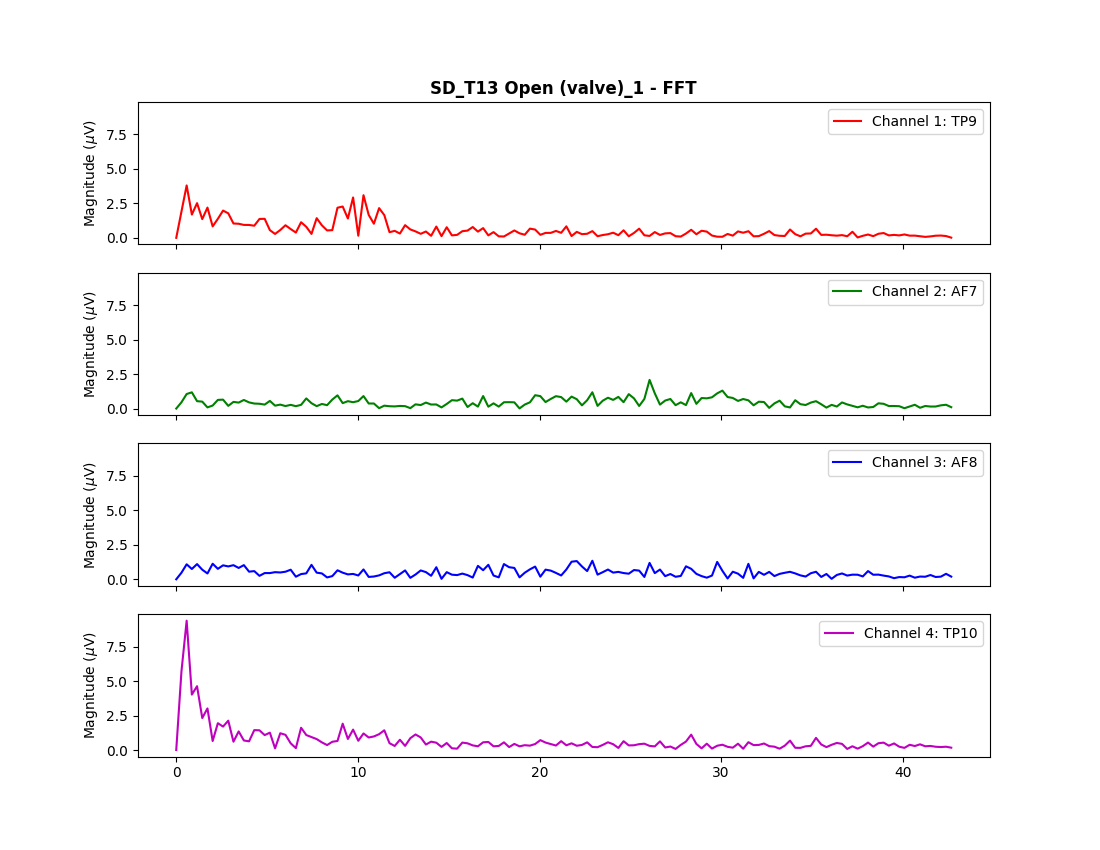 SD_T13 Open (valve)_1 - FFT
Magnitude (μV)
7.5
5.0
2.5
0.0
Channel 1: TP9
Magnitude (μV)
7.5
5.0
2.5
0.0
Channel 2: AF7
Magnitude (μV)
7.5
5.0
2.5
0.0
Channel 3: AF8
Magnitude (μV)
7.5
5.0
2.5
0.0
Channel 4: TP10
0 10 20 30 40